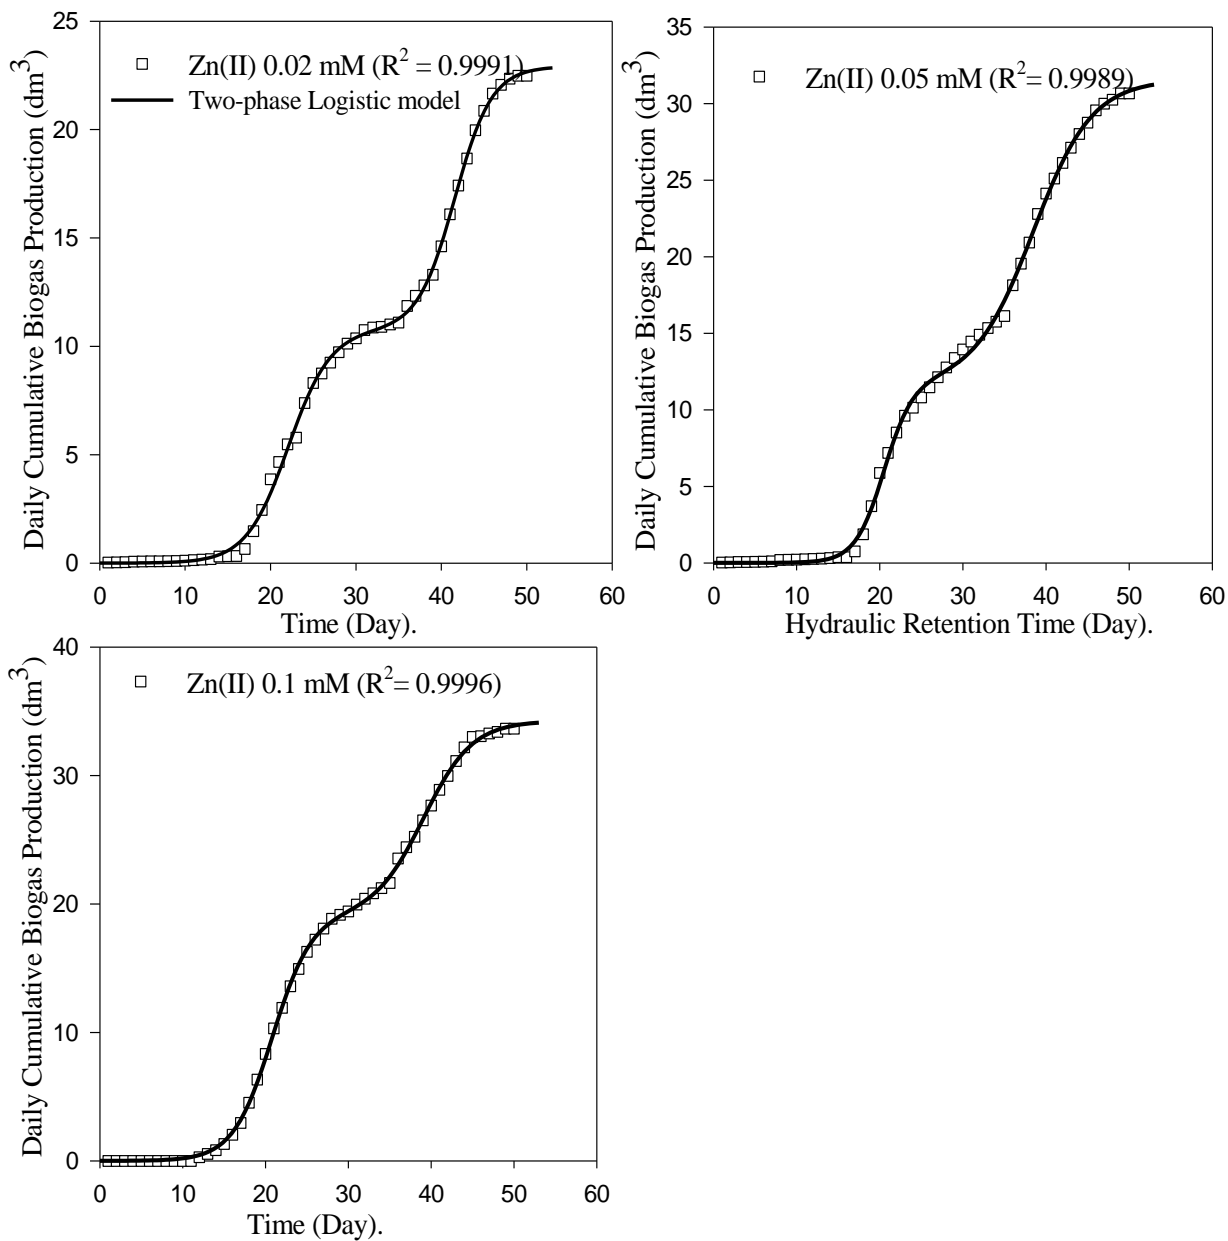 Daily Cumulative Biogas Production (dm³)
25
20
15
10
5
0
Zn(II) 0.02 mM (R² = 0.9991)
Two-phase Logistic model
0 10 20 30 40 50 60
Time (Day).
Daily Cumulative Biogas Production (dm³)
35
30
25
20
15
10
5
0
Zn(II) 0.05 mM (R²= 0.9989)
0 10 20 30 40 50 60
Hydraulic Retention Time (Day).
Daily Cumulative Biogas Production (dm³)
40
30
20
10
0
Zn(II) 0.1 mM (R²= 0.9996)
0 10 20 30 40 50 60
Time (Day).